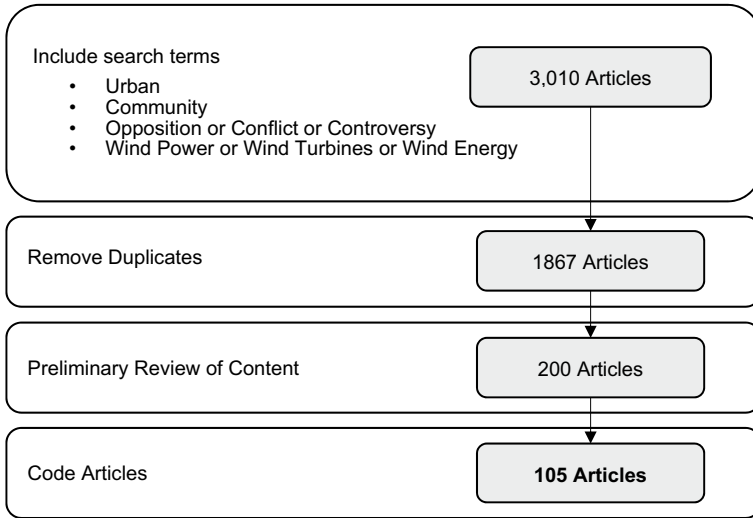 Include search terms
3,010 Articles
• Urban
• Community
• Opposition or Conflict or Controversy
• Wind Power or Wind Turbines or Wind Energy
Remove Duplicates
1867 Articles
Preliminary Review of Content
200 Articles
Code Articles
105 Articles